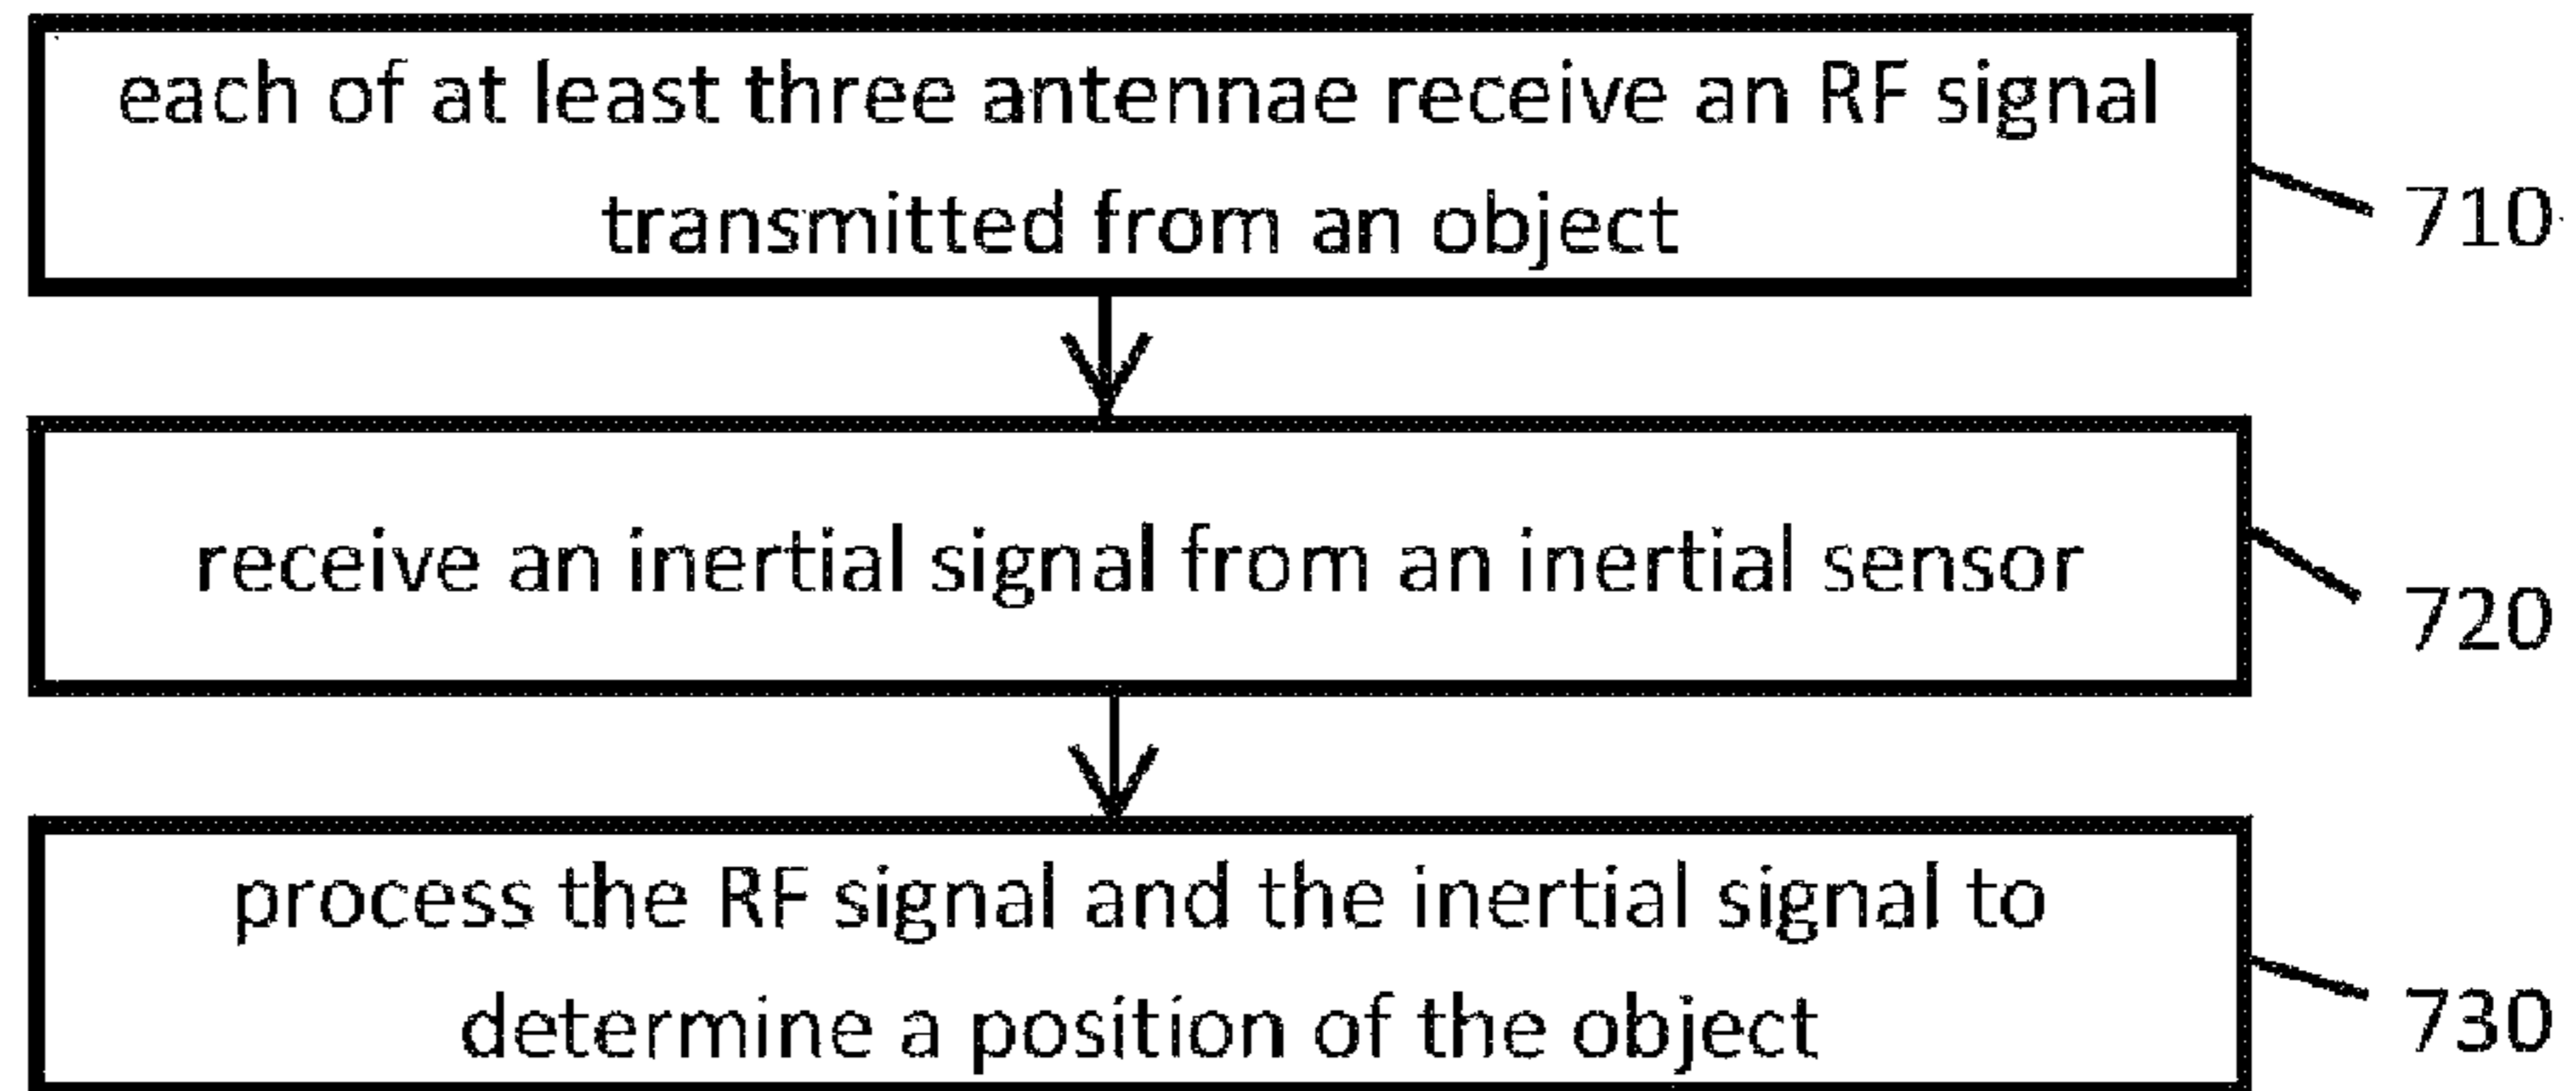 each of at least three antennae receive an RF signal
transmitted from an object
710
receive an inertial signal from an inertial sensor
720
process the RF signal and the inertial signal to
determine a position of the object
730